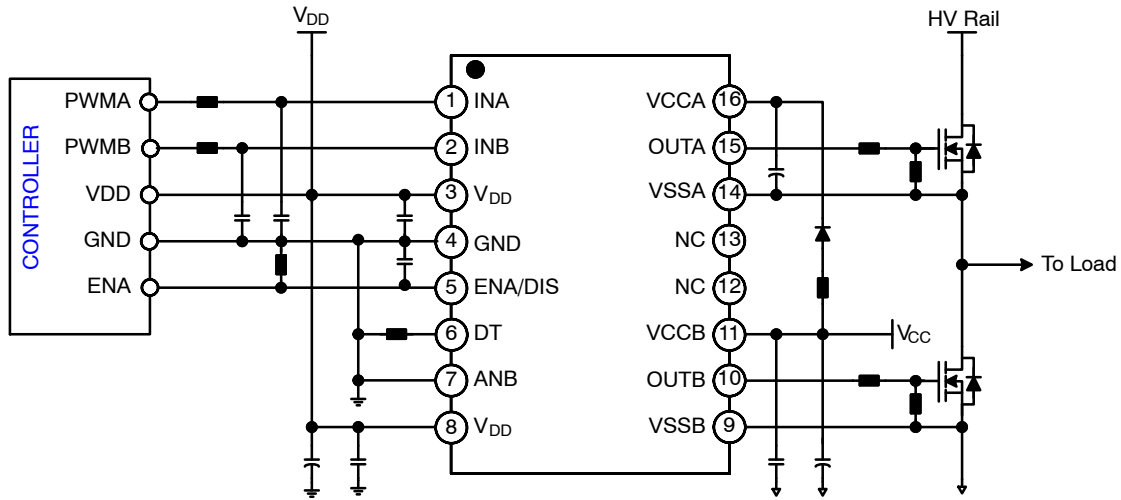 VDD
HV Rail
CONTROLLER
PWMA
PWMB
VDD
GND
ENA
1 INA
2 INB
3 VDD
4 GND
5 ENA/DIS
6 DT
7 ANB
8 VDD
VCCA 16
OUTA 15
VSSA 14
NC 13
NC 12
VCCB 11
OUTB 10
VSSB 9
To Load
VCC